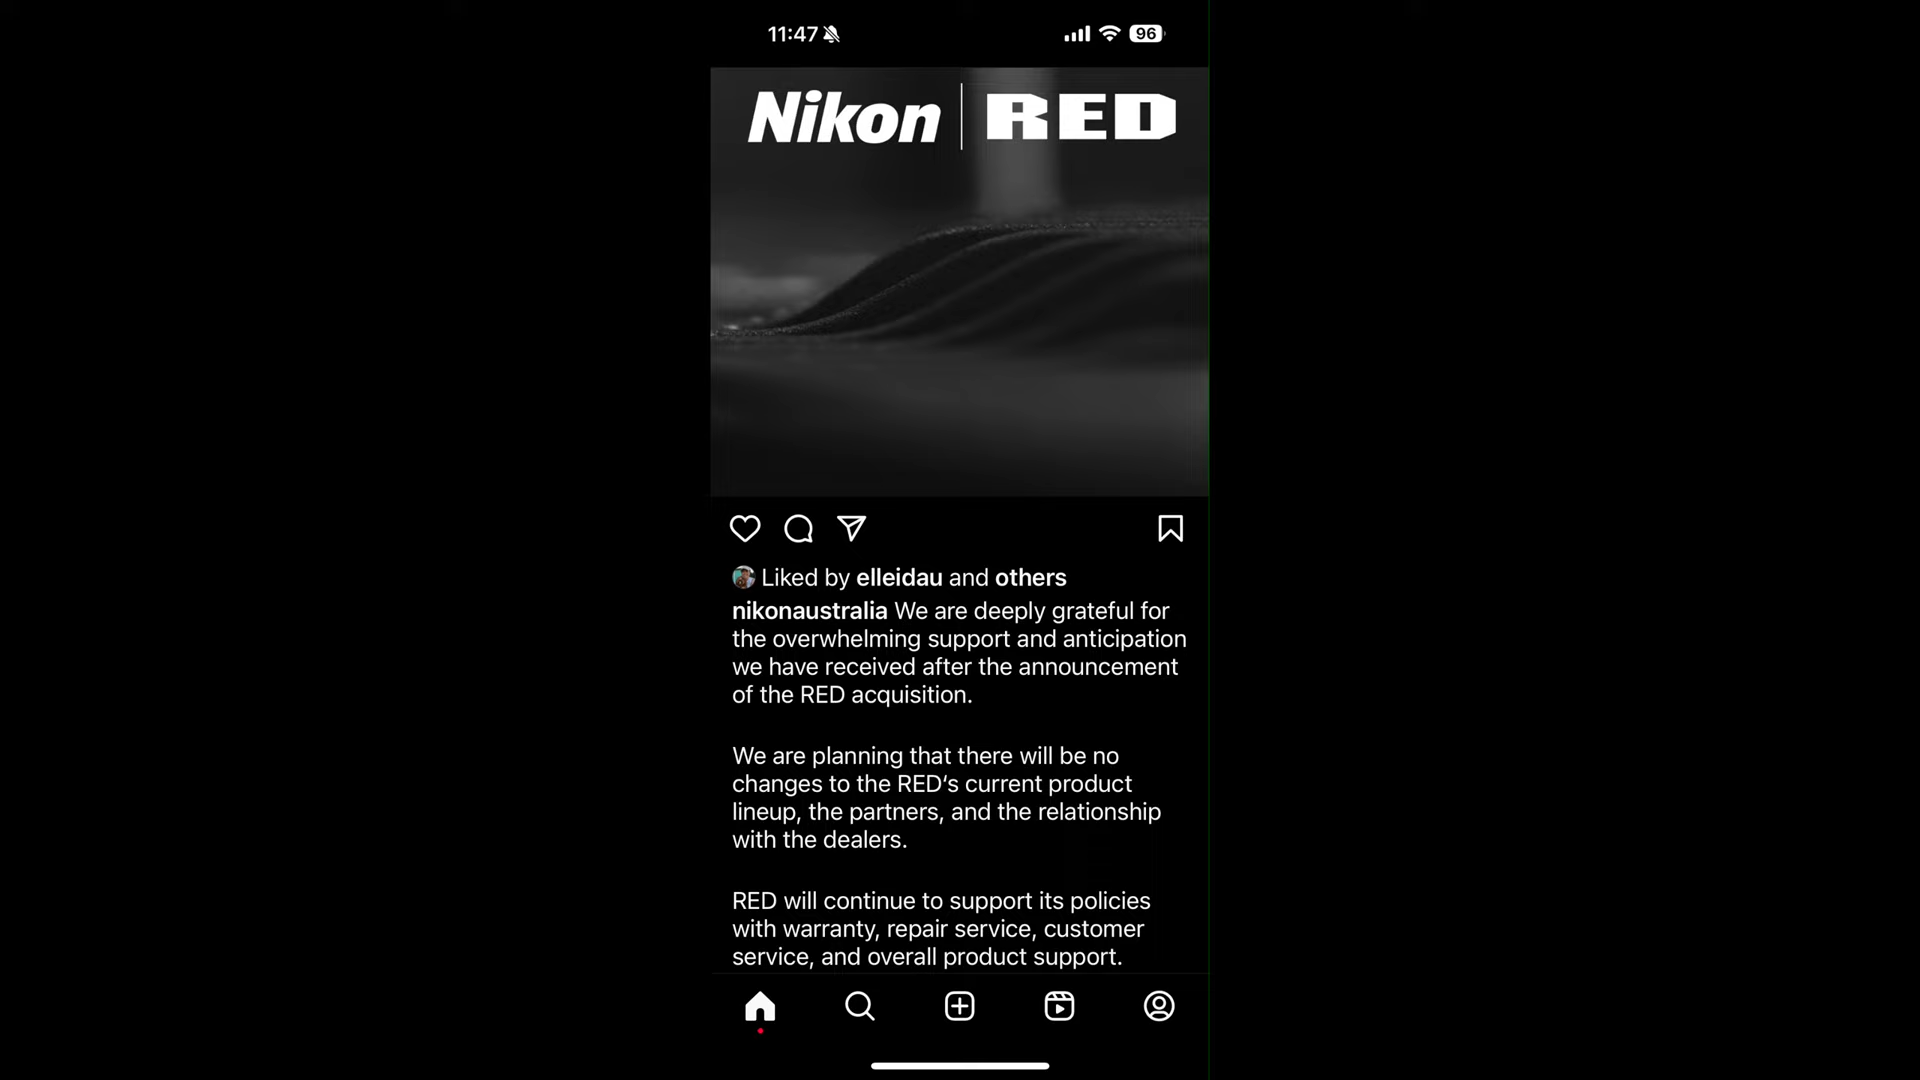 11:47
96
Nikon | RED
Liked by elleidau and others
nikonaustralia We are deeply grateful for
the overwhelming support and anticipation
we have received after the announcement
of the RED acquisition.
We are planning that there will be no
changes to the RED‘s current product
lineup, the partners, and the relationship
with the dealers.
RED will continue to support its policies
with warranty, repair service, customer
service, and overall product support.